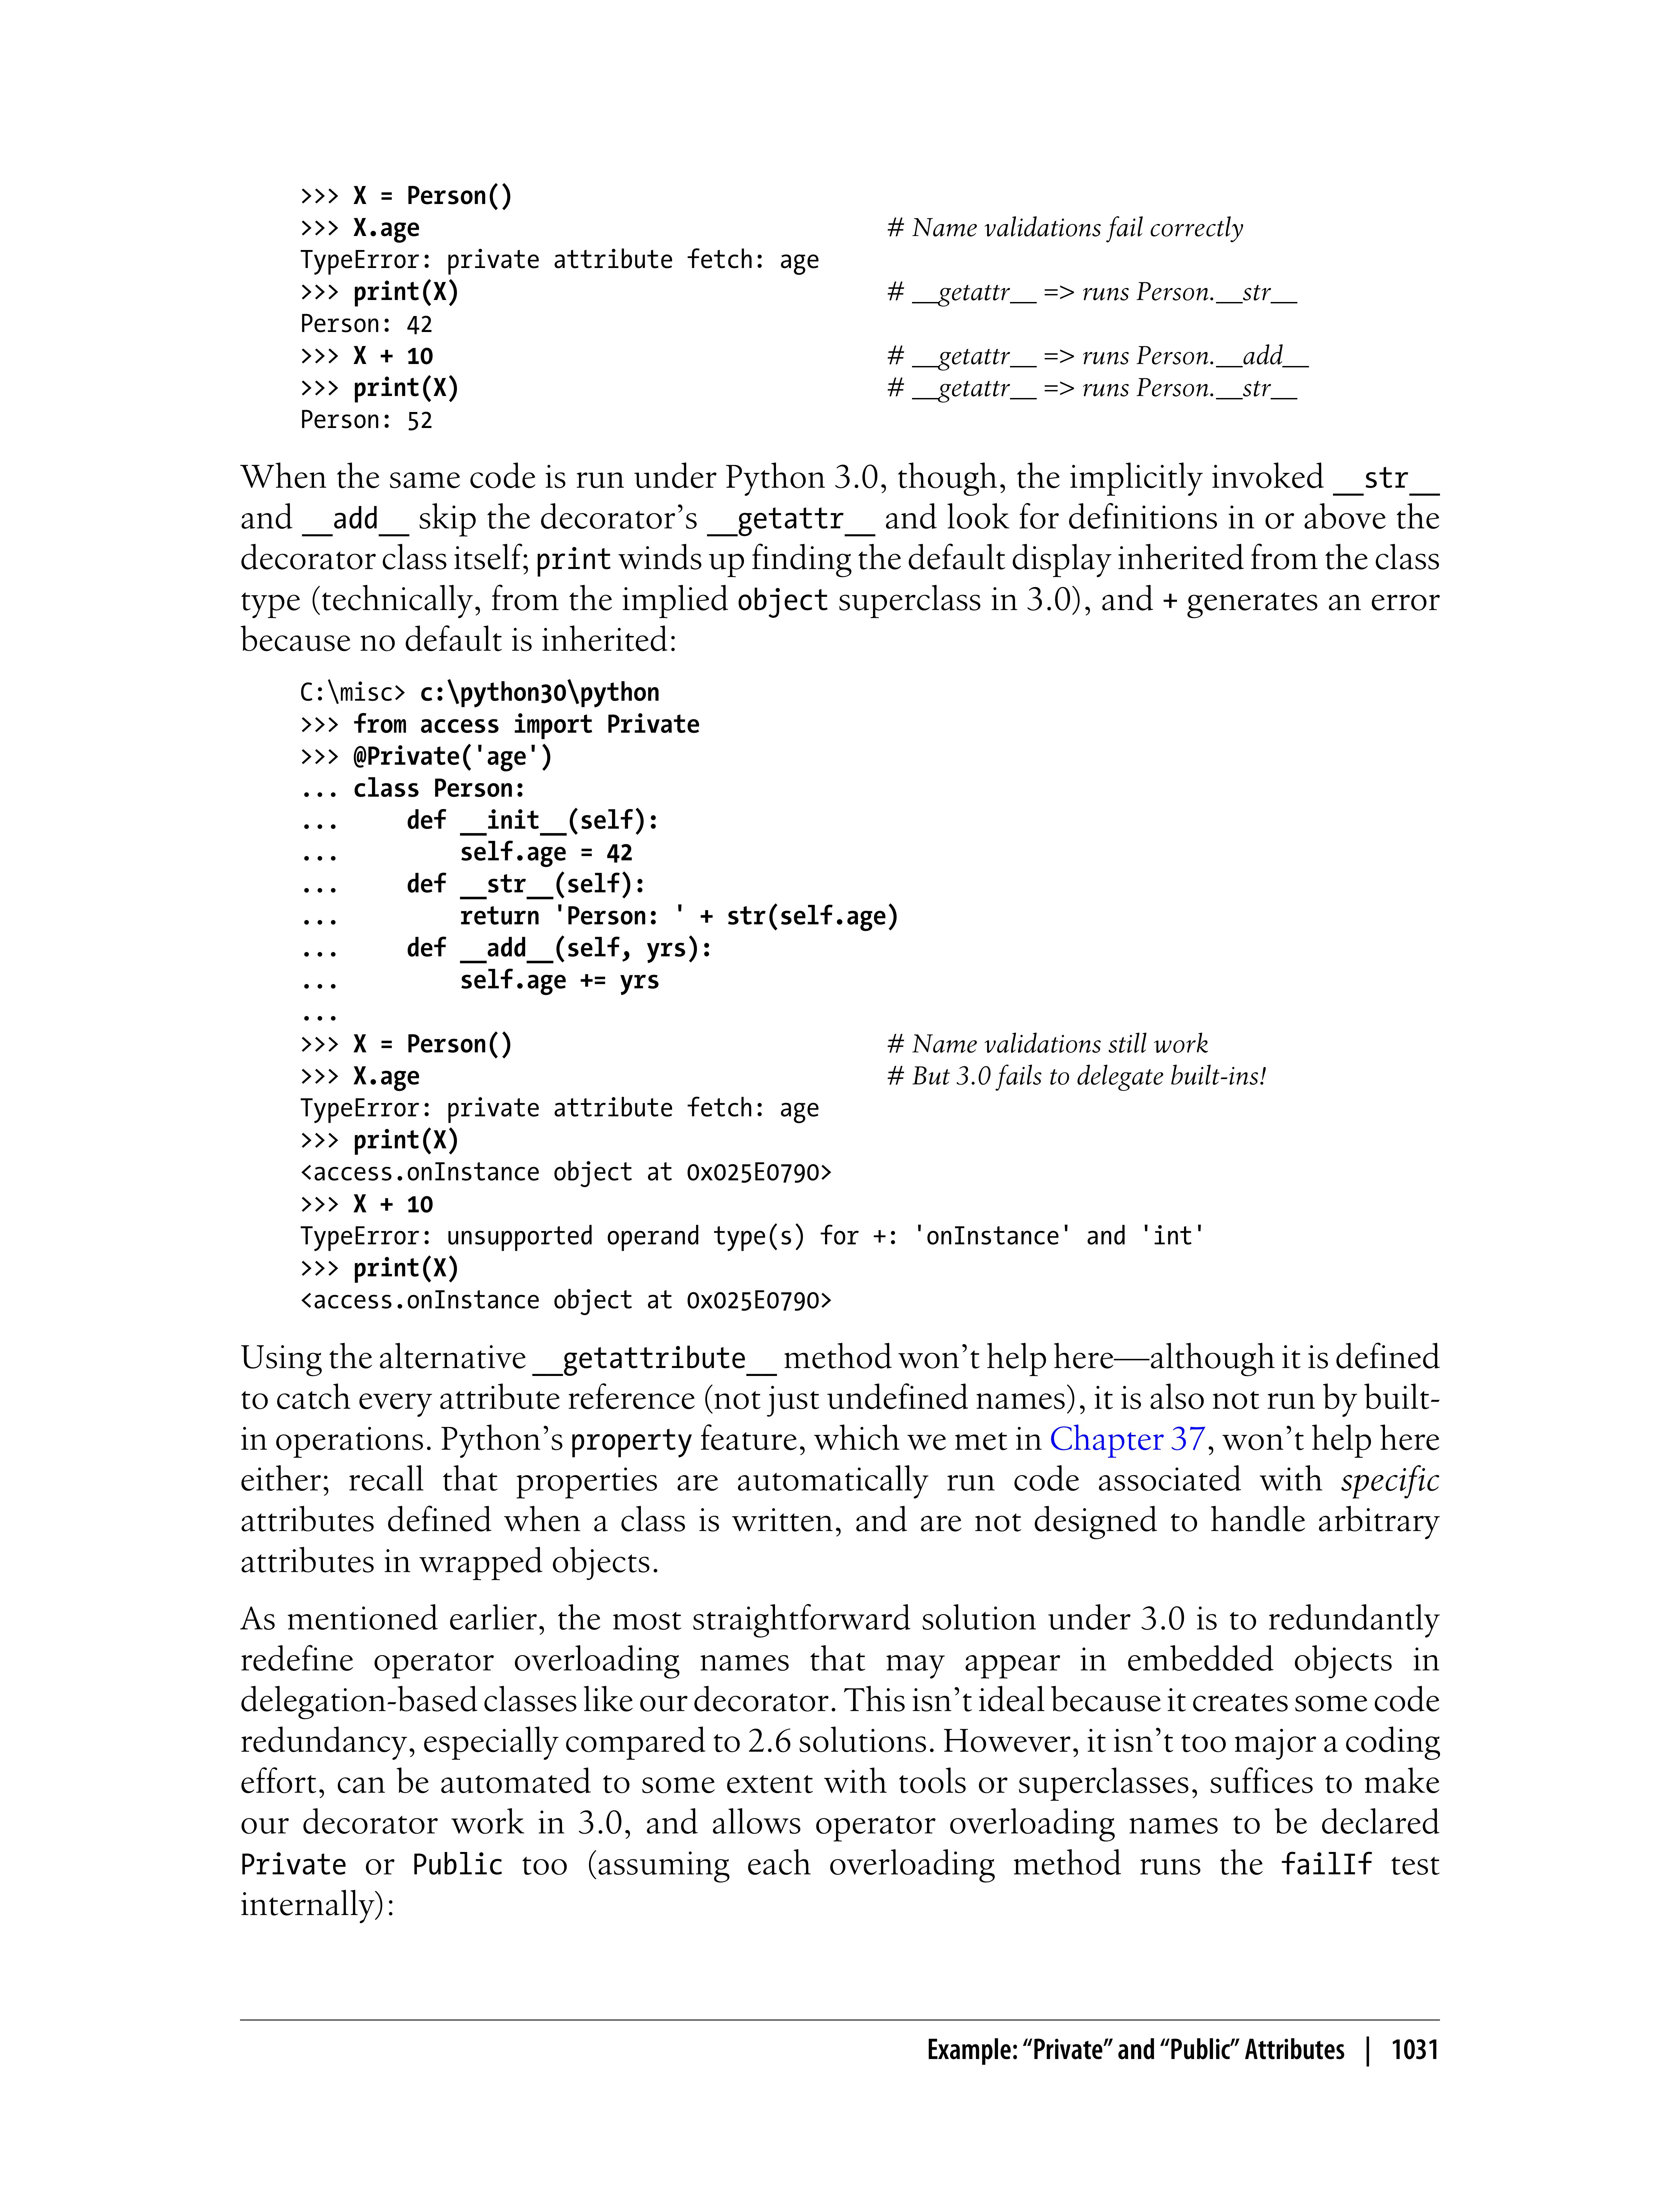 >>> X = Person()
>>> X.age # Name validations fail correctly
TypeError: private attribute fetch: age
>>> print(X) # __getattr__ => runs Person.__str__
Person: 42
>>> X + 10 # __getattr__ => runs Person.__add__
>>> print(X) # __getattr__ => runs Person.__str__
Person: 52
When the same code is run under Python 3.0, though, the implicitly invoked __str__
and __add__ skip the decorator’s __getattr__ and look for definitions in or above the
decorator class itself; print winds up finding the default display inherited from the class
type (technically, from the implied object superclass in 3.0), and + generates an error
because no default is inherited:
C:\misc> c:\python30\python
>>> from access import Private
>>> @Private('age')
... class Person:
...     def __init__(self):
...         self.age = 42
...     def __str__(self):
...         return 'Person: ' + str(self.age)
...     def __add__(self, yrs):
...         self.age += yrs
...
>>> X = Person() # Name validations still work
>>> X.age # But 3.0 fails to delegate built-ins!
TypeError: private attribute fetch: age
>>> print(X)
<access.onInstance object at 0x025E0790>
>>> X + 10
TypeError: unsupported operand type(s) for +: 'onInstance' and 'int'
>>> print(X)
<access.onInstance object at 0x025E0790>
Using the alternative __getattribute__ method won’t help here—although it is defined
to catch every attribute reference (not just undefined names), it is also not run by built-
in operations. Python’s property feature, which we met in Chapter 37, won’t help here
either; recall that properties are automatically run code associated with specific
attributes defined when a class is written, and are not designed to handle arbitrary
attributes in wrapped objects.
As mentioned earlier, the most straightforward solution under 3.0 is to redundantly
redefine operator overloading names that may appear in embedded objects in
delegation-based classes like our decorator. This isn’t ideal because it creates some code
redundancy, especially compared to 2.6 solutions. However, it isn’t too major a coding
effort, can be automated to some extent with tools or superclasses, suffices to make
our decorator work in 3.0, and allows operator overloading names to be declared
Private or Public too (assuming each overloading method runs the failIf test
internally):
Example: “Private” and “Public” Attributes | 1031